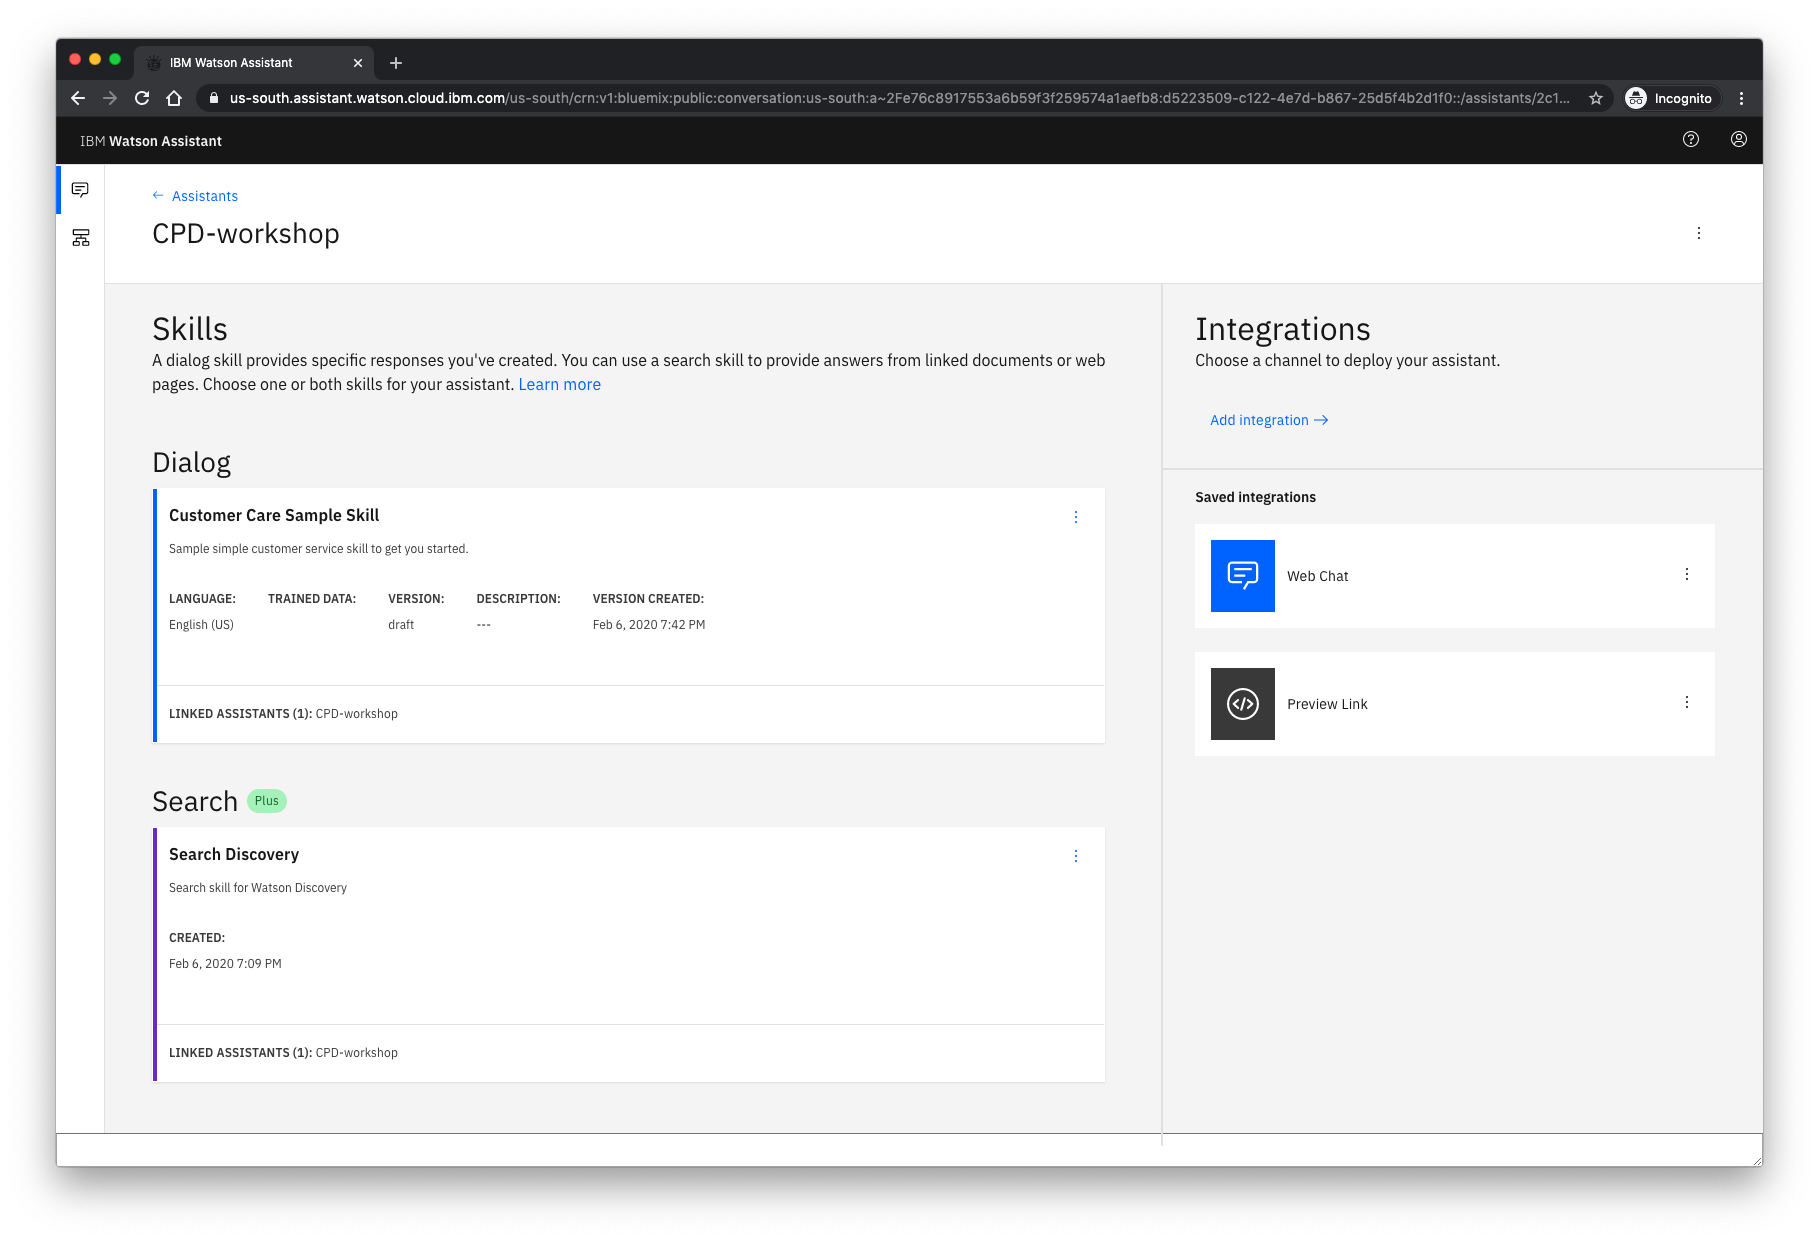 IBM Watson Assistant
us-south.assistant.watson.cloud.ibm.com/us-south/crn:v1:bluemix:public:conversation:us-south:a~2Fe76c8917553a6b59f3f259574a1aefb8:d5223509-c122-4e7d-b867-25d5f4b2d1f0::/assistants/2c1...
Incognito
IBM Watson Assistant
Assistants
CPD-workshop
Skills
A dialog skill provides specific responses you've created. You can use a search skill to provide answers from linked documents or web
pages. Choose one or both skills for your assistant. Learn more
Dialog
Customer Care Sample Skill
Sample simple customer service skill to get you started.
LANGUAGE: TRAINED DATA: VERSION: DESCRIPTION: VERSION CREATED:
English (US) draft --- Feb 6, 2020 7:42 PM
LINKED ASSISTANTS (1): CPD-workshop
Search Plus
Search Discovery
Search skill for Watson Discovery
CREATED:
Feb 6, 2020 7:09 PM
LINKED ASSISTANTS (1): CPD-workshop
Integrations
Choose a channel to deploy your assistant.
Add integration
Saved integrations
Web Chat
Preview Link